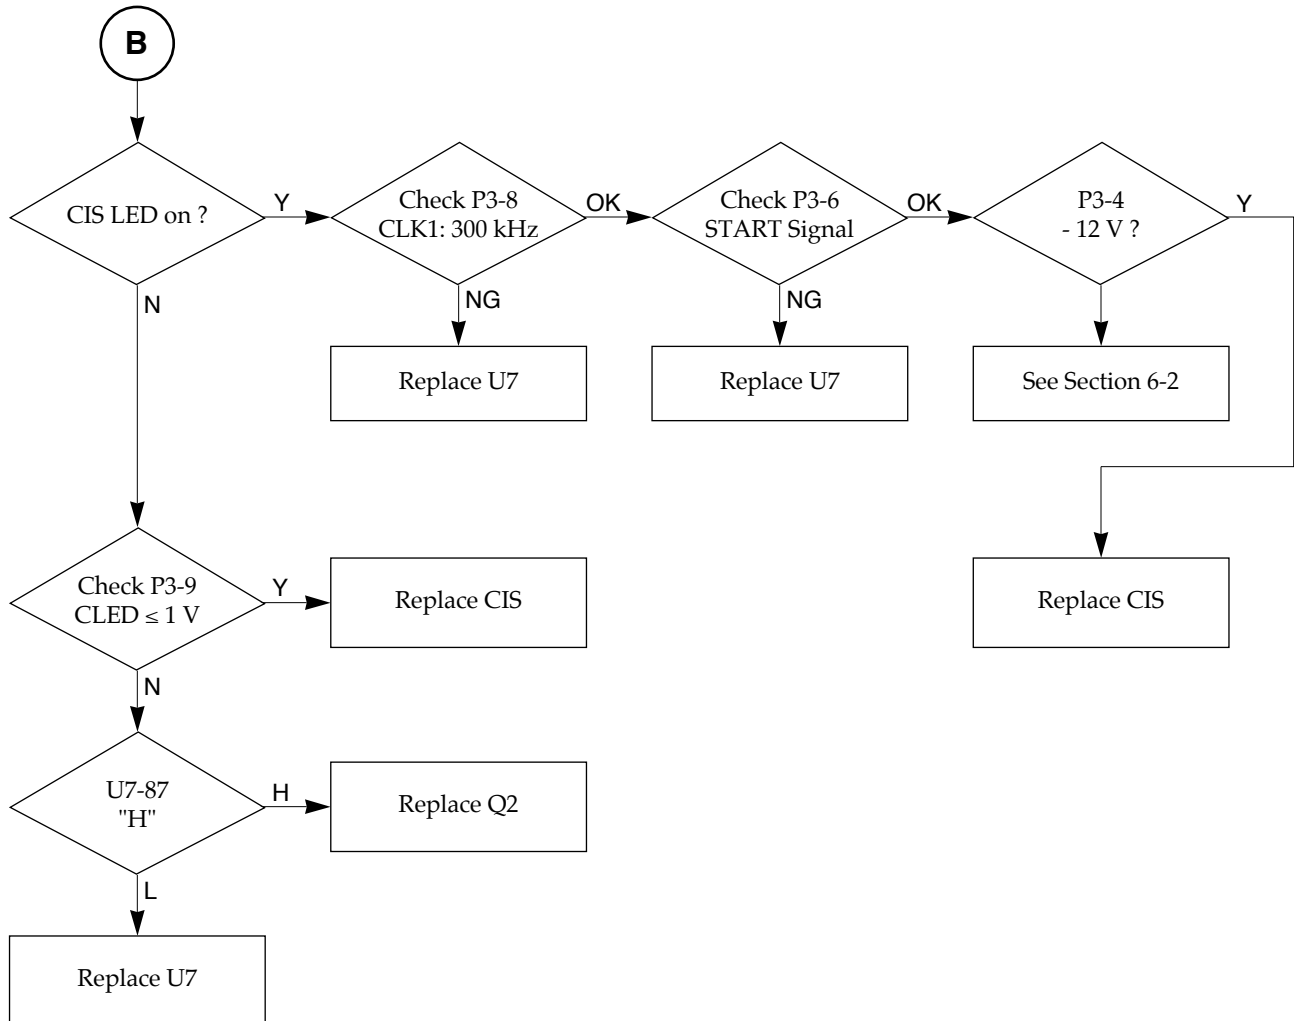 B
CIS LED on ?
Y
Check P3-8
CLK1: 300 kHz
OK
Check P3-6
START Signal
OK
P3-4
- 12 V ?
Y
N
NG
NG
Replace U7
Replace U7
See Section 6-2
Check P3-9
CLED ≤ 1 V
Y
Replace CIS
Replace CIS
N
U7-87
"H"
H
Replace Q2
L
Replace U7